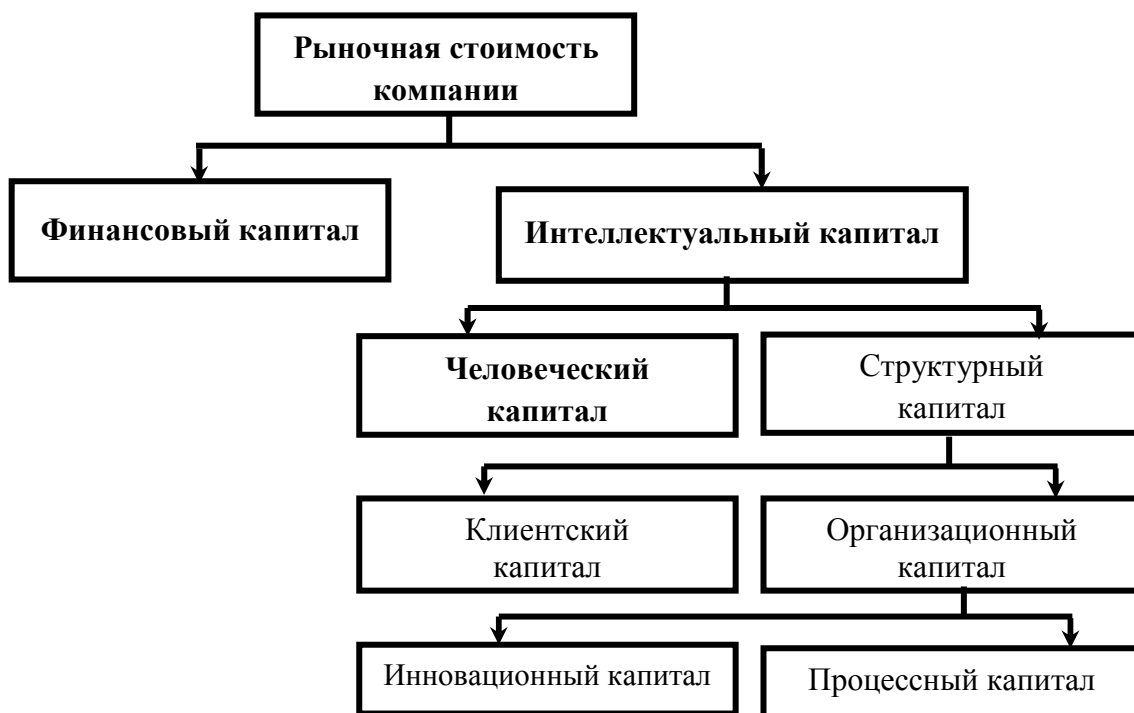 Рыночная стоимость
компании
Финансовый капитал
Интеллектуальный капитал
Человеческий
капитал
Структурный
капитал
Клиентский
капитал
Организационный
капитал
Инновационный капитал
Процессный капитал